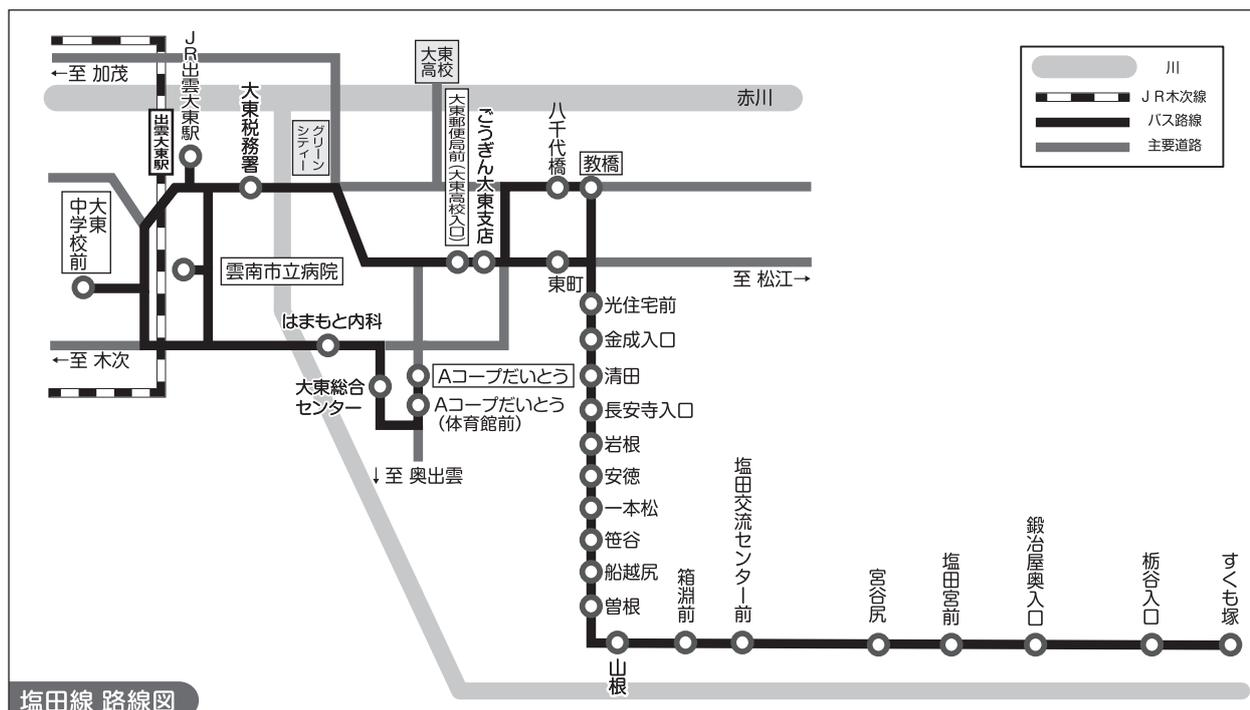 ←至 加茂
JR出雲大東駅
出雲大東駅
大東税務署
グリーン
シティー
大東
高校
大東郵便局前(大東高校入口)
ごうぎん大東支店
八千代橋
教橋
赤川
川
JR木次線
バス路線
主要道路
大東
中学校前
雲南市立病院
東町
至 松江→
はまもと内科
←至 木次
大東総合
センター
Aコープだいとう
Aコープだいとう
(体育館前)
↓至 奥出雲
光住宅前
金成入口
清田
長安寺入口
岩根
安徳
一本松
笹谷
船越尻
曽根
山根
箱淵前
塩田交流センター前
宮谷尻
塩田宮前
鍛冶屋奥入口
栃谷入口
すくも塚
塩田線 路線図